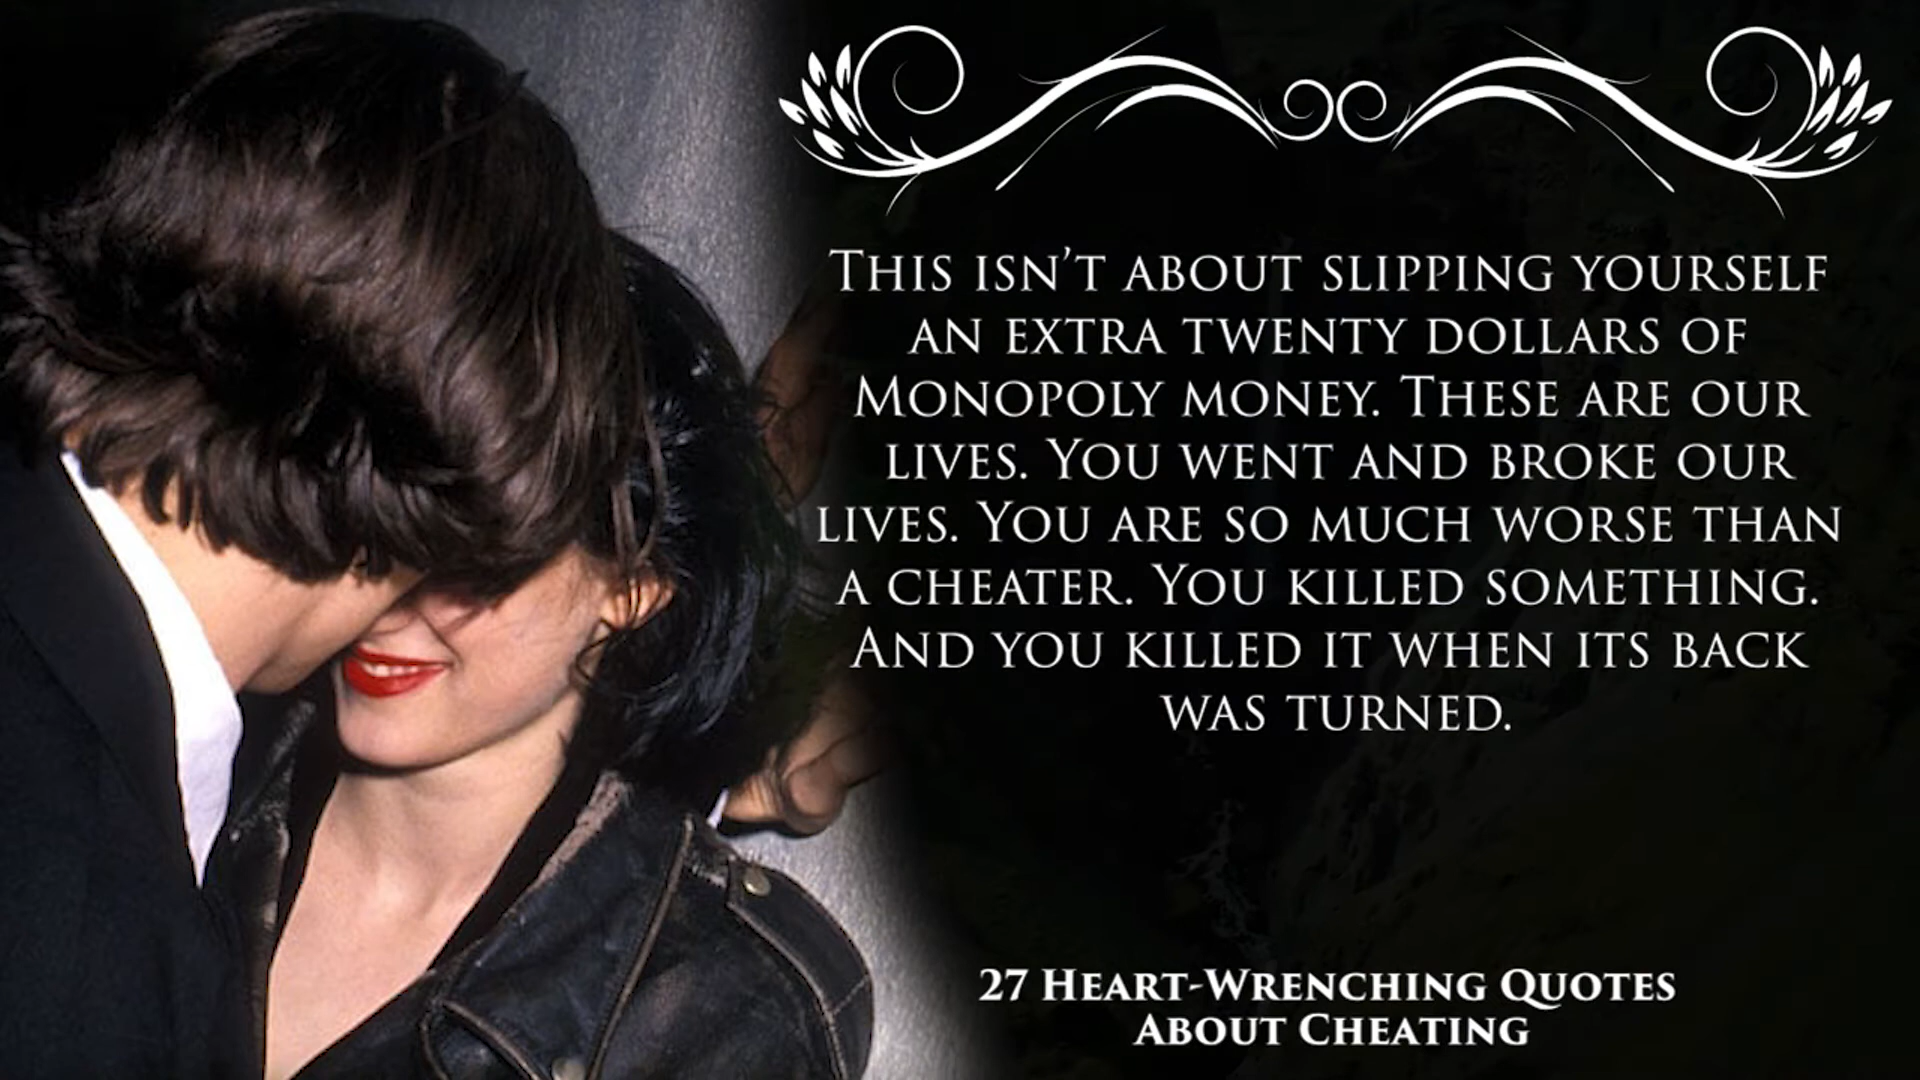 This isn't about slipping yourself
an extra twenty dollars of
Monopoly money. These are our
lives. You went and broke our
lives. You are so much worse than
a cheater. You killed something.
And you killed it when its back
was turned.
27 Heart-Wrenching Quotes
About Cheating